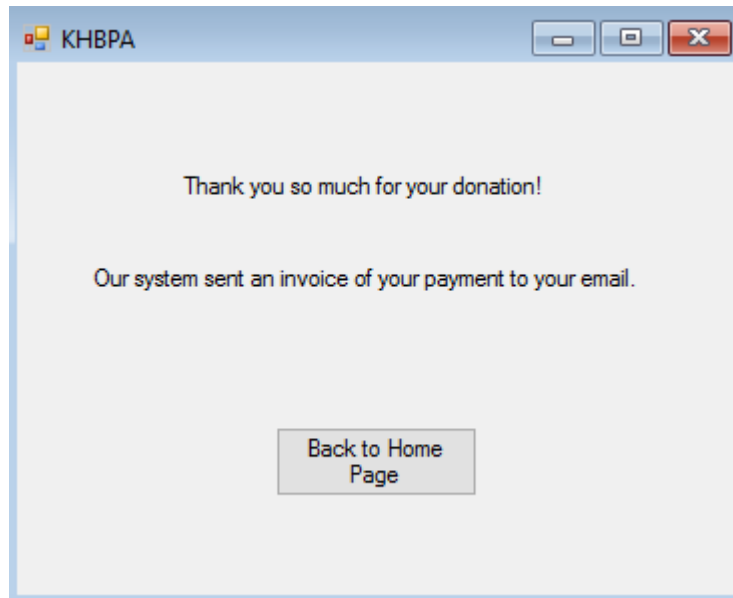 KHBPA
Thank you so much for your donation!
Our system sent an invoice of your payment to your email.
Back to Home
Page